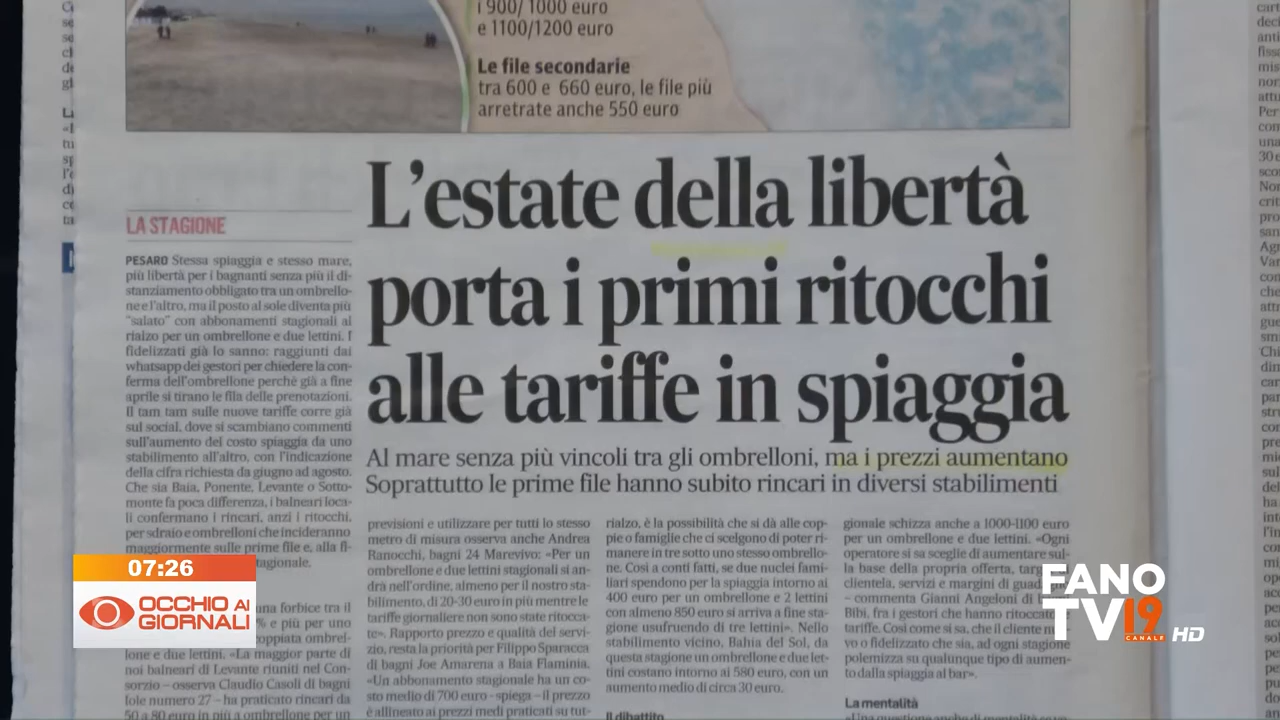 i 900/ 1000 euro
e 1100/1200 euro
Le file secondarie
tra 600 e 660 euro, le file più
arretrate anche 550 euro
L'estate della libertà
porta i primi ritocchi
alle tariffe in spiaggia
Al mare senza più vincoli tra gli ombrelloni, ma i prezzi aumentano
Soprattutto le prime file hanno subito rincari in diversi stabilimenti
LA STAGIONE
PESARO Stessa spiaggia e stesso mare,
più libertà per i bagnanti senza più il di-
stanziamento obbligato tra un ombrello-
ne e l'altro, ma il posto al sole diventa più
"salato" con abbonamenti stagionali al
rialzo per un ombrellone e due lettini. I
fidelizzati già lo sanno: raggiunti dai
whatsapp dei gestori per chiedere la con-
ferma dell'ombrellone perchè già a fine
aprile si tirano le fila delle prenotazioni.
Il tam tam sulle nuove tariffe corre già
sul social, dove si scambiano commenti
sull'aumento del costo spiaggia da uno
stabilimento all'altro, con l'indicazione
della cifra richiesta da giugno ad agosto.
Che sia Baia, Ponente, Levante o Sotto-
monte fa poca differenza, i balneari loca-
li confermano i rincari, anzi i ritocchi,
per sdraio e ombrelloni che incideranno
maggiormente sulle prime file e, alla fi-
tagionale.
una forbice tra il
% e più per uno
oppiata ombrel-
lone e due lettini. «La maggior parte di
noi balneari di Levante riuniti nel Con-
sorzio - osserva Claudio Casoli di bagni
Iole numero 27 - ha praticato rincari da
50 a 80 euro in più a ombrellone per un
previsioni e utilizzare per tutti lo stesso
metro di misura osserva anche Andrea
Ranocchi, bagni 24 Marevivo: «Per un
ombrellone e due lettini stagionali si an-
drà nell'ordine, almeno per il nostro sta-
bilimento, di 20-30 euro in più mentre le
tariffe giornaliere non sono state ritocca-
te». Rapporto prezzo e qualità del servi-
zio, resta la priorità per Filippo Sparacca
di bagni Joe Amarena a Baia Flaminia.
«Un abbonamento stagionale ha un co-
sto medio di 700 euro - spiega - il prezzo
è allineato ai prezzi medi praticati su tut-
rialzo, è la possibilità che si dà alle cop-
pie o famiglie che ci scelgono di poter ri-
manere in tre sotto uno stesso ombrello-
ne. Così a conti fatti, se due nuclei fami-
liari spendono per la spiaggia intorno ai
400 euro per un ombrellone e 2 lettini
con almeno 850 euro si arriva a fine sta-
gione usufruendo di tre lettini». Nello
stabilimento vicino, Bahia del Sol, da
questa stagione un ombrellone e due let-
tini costano intorno ai 580 euro, con un
aumento medio di circa 30 euro.
Il dibattito
gionale schizza anche a 1000-1100 euro
per un ombrellone e due lettini. «Ogni
operatore si sa sceglie di aumentare sul-
la base della propria offerta,
clientela, servizi e margini di
– commenta Gianni Angeloni di
Bibi, fra i gestori che hanno ritoccat
tariffe. Così come si sa, che il cliente
vo o fidelizzato che sia, ad ogni stagione
polemizza su qualunque tipo di aumen-
to dalla spiaggia al bar».
La mentalità
07:26
OCCHIO AI
GIORNALI
FANO
TV19
CANALE
HD